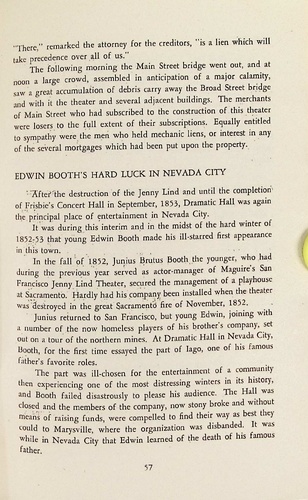 "There," remarked the attorney for the creditors, "is a lien which will
take precedence over all of us."
The following morning the Main Street bridge went out, and at
noon a large crowd, assembled in anticipation of a major calamity,
saw a great accumulation of debris carry away the Broad Street bridge
and with it the theater and several adjacent buildings. The merchants
of Main Street who had subscribed to the construction of this theater
were losers to the full extent of their subscriptions. Equally entitled
to sympathy were the men who held mechanic liens, or interest in any
of the several mortgages which had been put upon the property.
EDWIN BOOTH'S HARD LUCK IN NEVADA CITY
After the destruction of the Jenny Lind and until the completion
of Frisbie's Concert Hall in September, 1853, Dramatic Hall was again
the principal place of entertainment in Nevada City.
It was during this interim and in the midst of the hard winter of
1852-53 that young Edwin Booth made his ill-starred first appearance
in this town.
In the fall of 1852, Junius Brutus Booth the younger, who had
during the previous year served as actor-manager of Maguire's San
Francisco Jenny Lind Theater, secured the management of a playhouse
at Sacramento. Hardly had his company been installed when the theater
was destroyed in the great Sacramento fire of November, 1852.
Junius returned to San Francisco, but young Edwin, joining with
a number of the now homeless players of his brother's company, set
out on a tour of the northern mines. At Dramatic Hall in Nevada City,
Booth, for the first time essayed the part of Iago, one of his famous
father's favorite roles.
The part was ill-chosen for the entertainment of a community
then experiencing one of the most distressing winters in its history,
and Booth failed disastrously to please his audience. The Hall was
closed and the members of the company, now stony broke and without
means of raising funds, were compelled to find their way as best they
could to Marysville, where the organization was disbanded. It was
while in Nevada City that Edwin learned of the death of his famous
father.
57